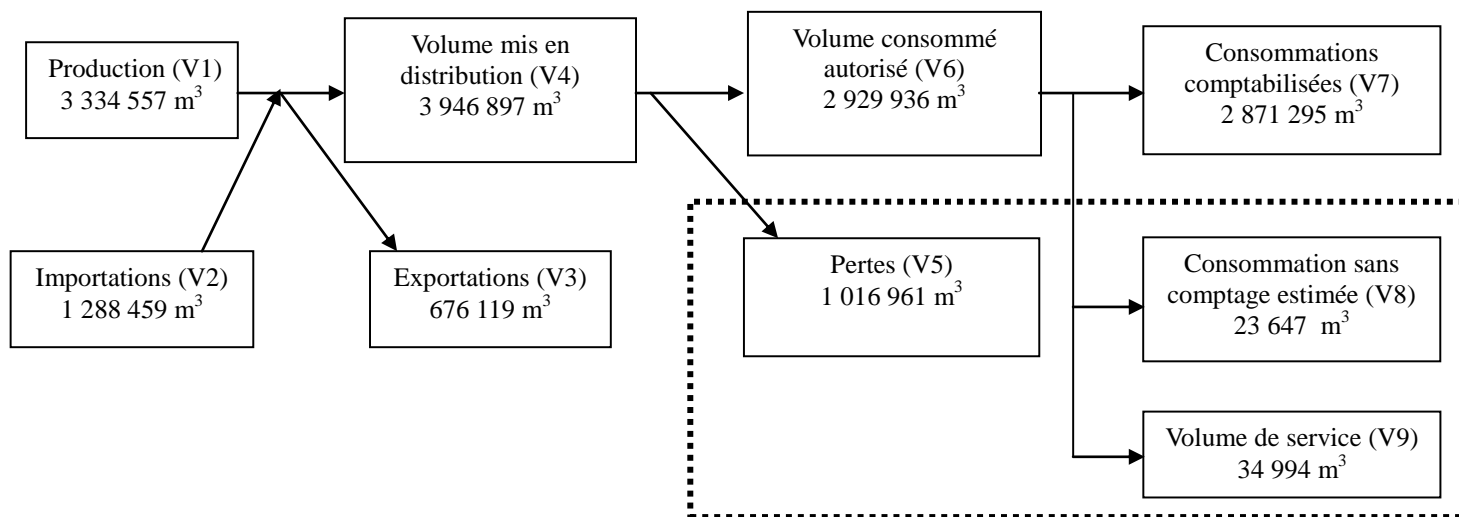 Production (V1)
3 334 557 m³
Volume mis en
distribution (V4)
3 946 897 m³
Volume consommé
autorisé (V6)
2 929 936 m³
Consommations
comptabilisées (V7)
2 871 295 m³
Importations (V2)
1 288 459 m³
Exportations (V3)
676 119 m³
Pertes (V5)
1 016 961 m³
Consommation sans
comptage estimée (V8)
23 647 m³
Volume de service (V9)
34 994 m³